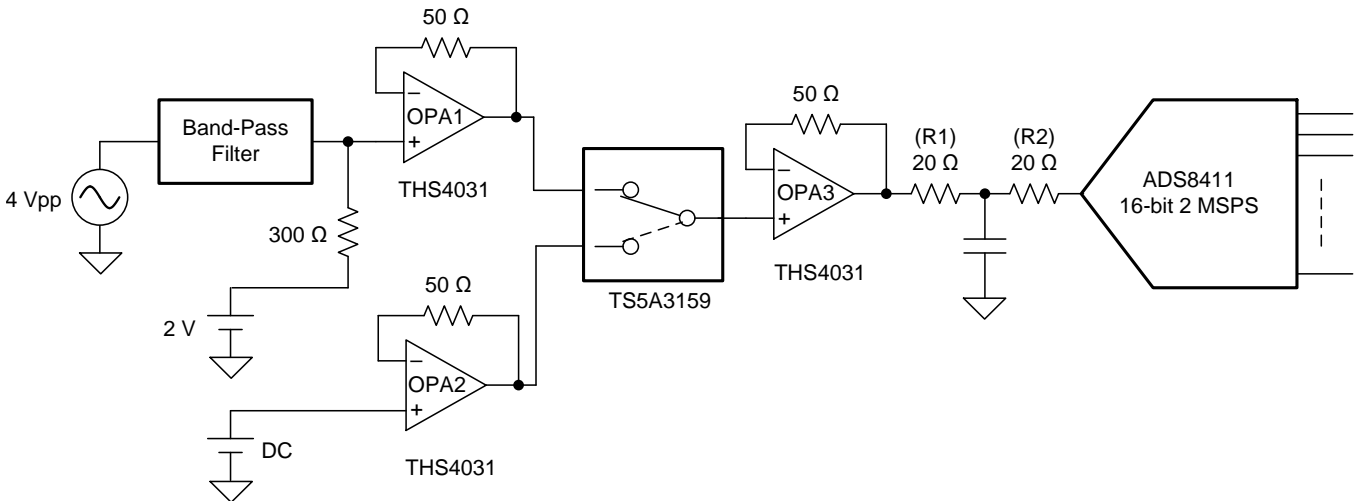 50 Ω
Band-Pass
Filter
OPA1
−
+
THS4031
4 Vpp
300 Ω
2 V
50 Ω
OPA2
−
+
DC
THS4031
TS5A3159
50 Ω
OPA3
−
+
THS4031
(R1)
20 Ω
(R2)
20 Ω
ADS8411
16-bit 2 MSPS